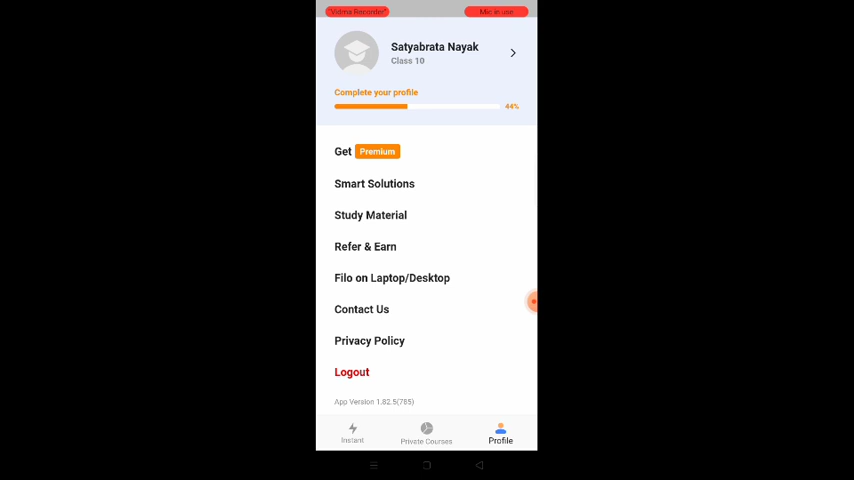 "Vidma Recorder"
Mic in use
Satyabrata Nayak
Class 10
Complete your profile
44%
Get Premium
Smart Solutions
Study Material
Refer & Earn
Filo on Laptop/Desktop
Contact Us
Privacy Policy
Logout
App Version 1.82.5(785)
Instant
Private Courses
Profile